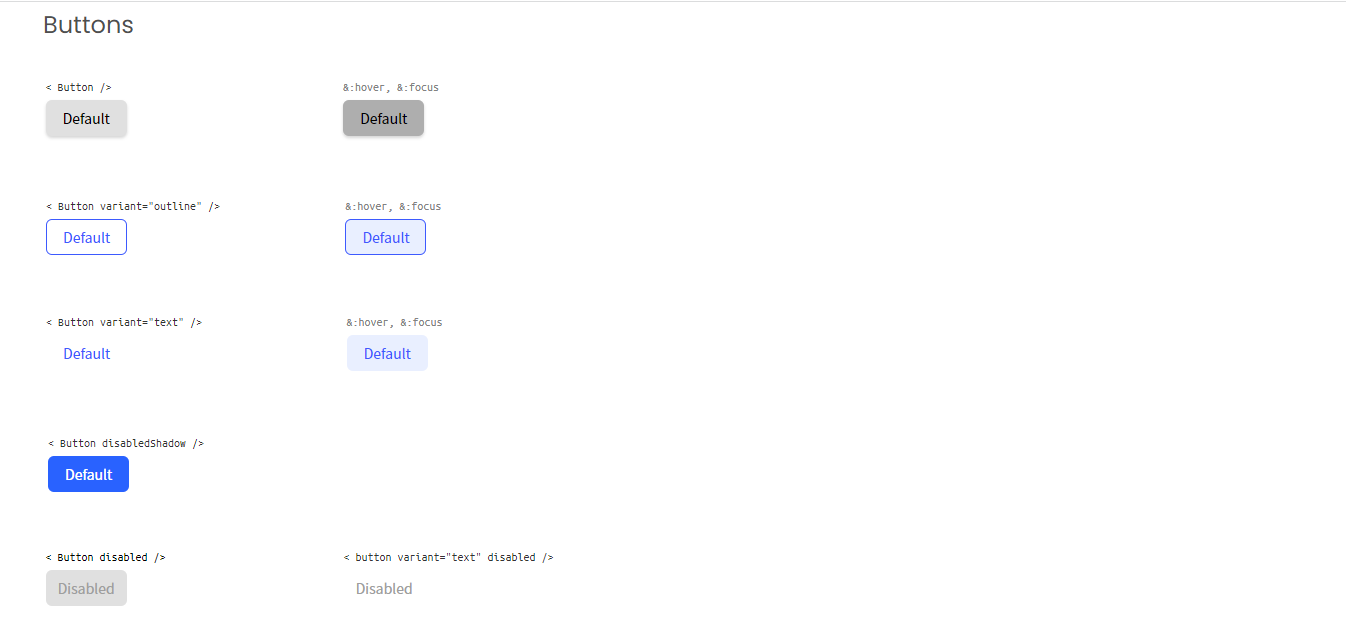 Buttons
< Button />
&:hover, &:focus
Default
Default
< Button variant="outline" />
&:hover, &:focus
Default
Default
< Button variant="text" />
&:hover, &:focus
Default
Default
< Button disabledShadow />
Default
< Button disabled />
< button variant="text" disabled />
Disabled
Disabled